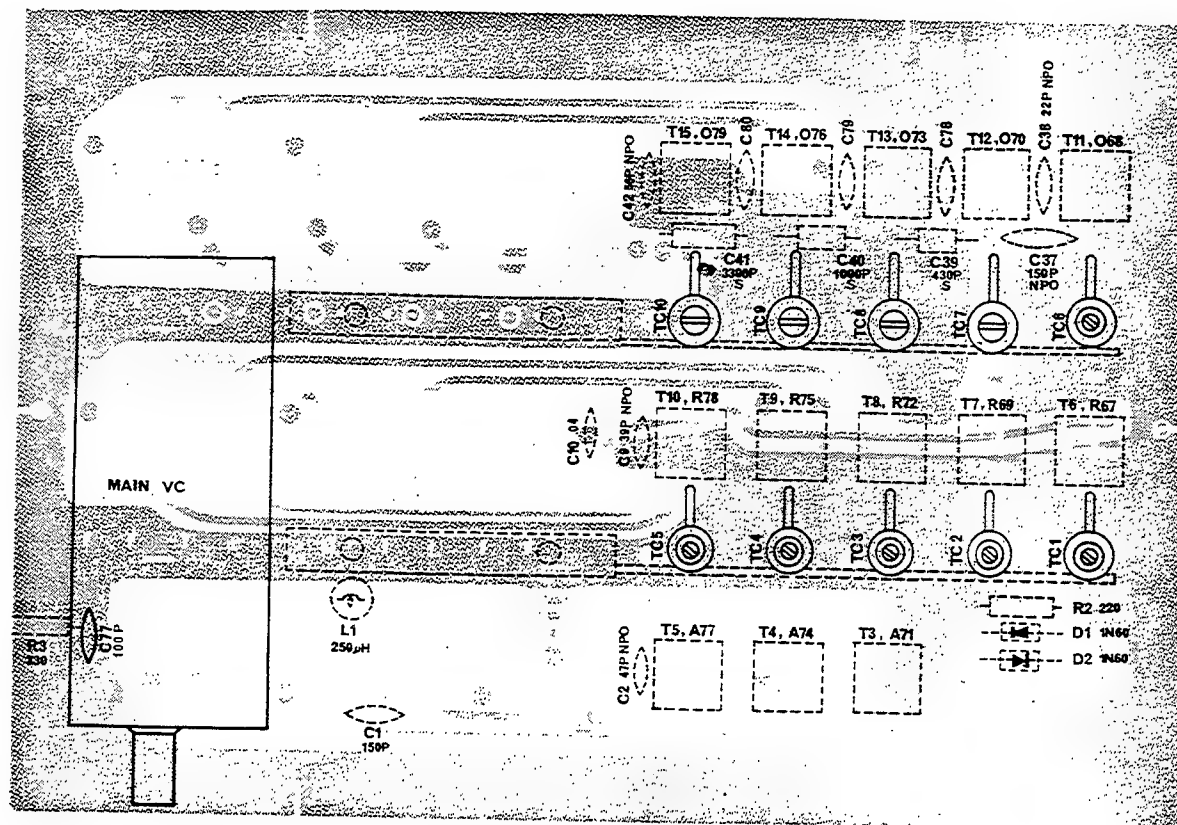 T15, O79
C80
T14, O76
C79
T13, O73
C78
T12, O70
C38 22P NPO
T11, O68
NPO
C41
3300P
S
C40
1000P
S
C39
430P
S
C37
150P
NPO
TC10
TC9
TC8
TC7
TC6
C10 .04
C9 39P NPO
T10, R78
T9, R75
T8, R72
T7, R69
T6, R67
MAIN VC
TC5
TC4
TC3
TC2
TC1
R3
330
C77
100P
L1
250μH
C1
150P
C2 47P NPO
T5, A77
T4, A74
T3, A71
R2 220
D1 1N60
D2 1N60